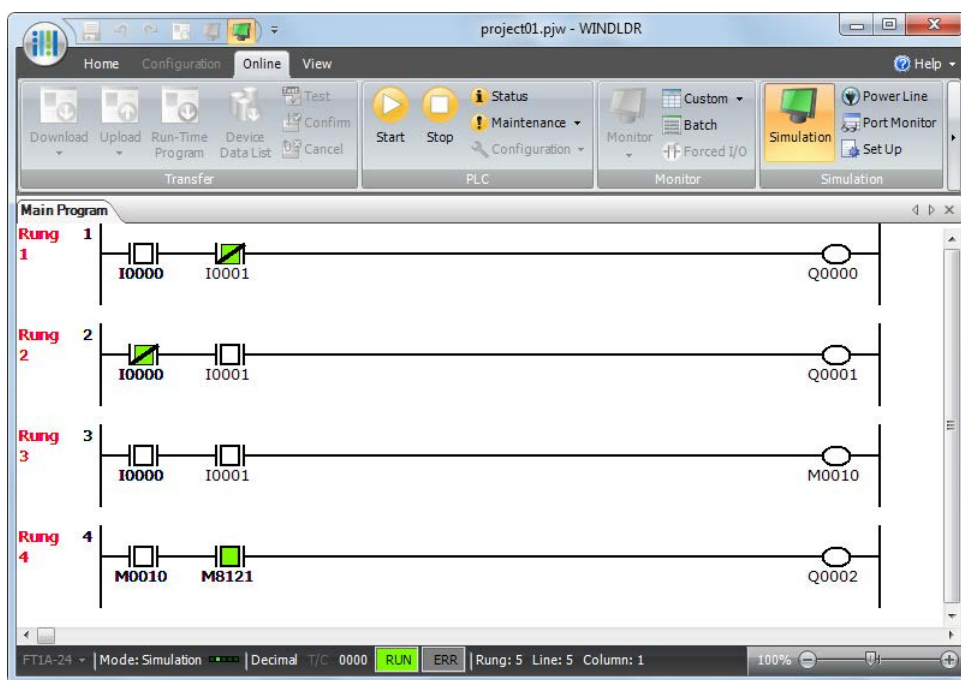 project01.pjw - WINDLDR
Home Configuration Online View Help
Download Upload Run-Time Program Device Data List Test Confirm Cancel
Start Stop Status Maintenance Configuration
Monitor Custom Batch Forced I/O
Simulation Power Line Port Monitor Set Up
Transfer PLC Monitor Simulation
Main Program
Rung 1 1
I0000 I0001 Q0000
Rung 2 2
I0000 I0001 Q0001
Rung 3 3
I0000 I0001 M0010
Rung 4 4
M0010 M8121 Q0002
FT1A-24 Mode: Simulation Decimal T/C 0000 RUN ERR Rung: 5 Line: 5 Column: 1 100%